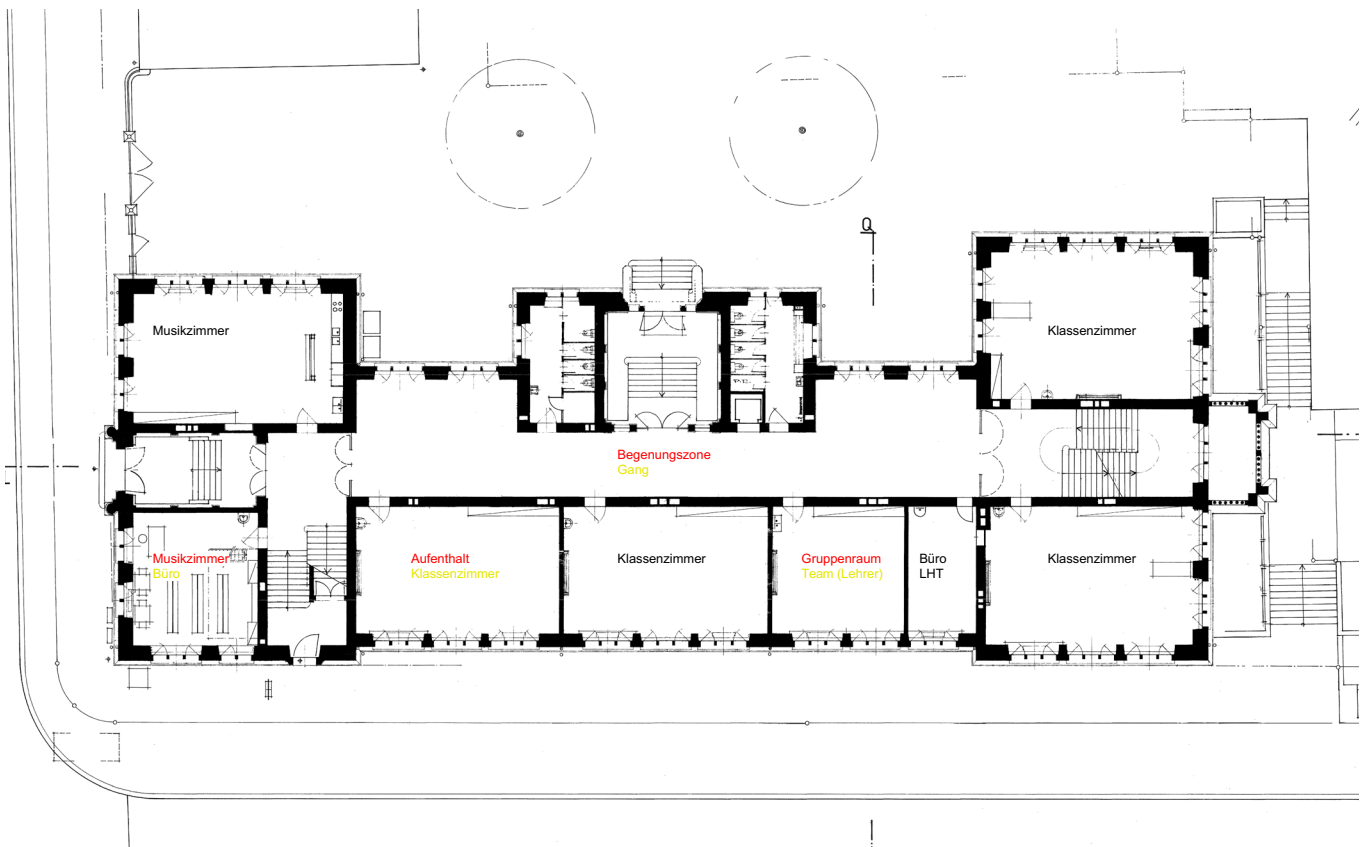 Q
Musikzimmer
Klassenzimmer
Begenungszone
Gang
Musikzimmer
Büro
Aufenthalt
Klassenzimmer
Klassenzimmer
Gruppenraum
Team (Lehrer)
Büro
LHT
Klassenzimmer